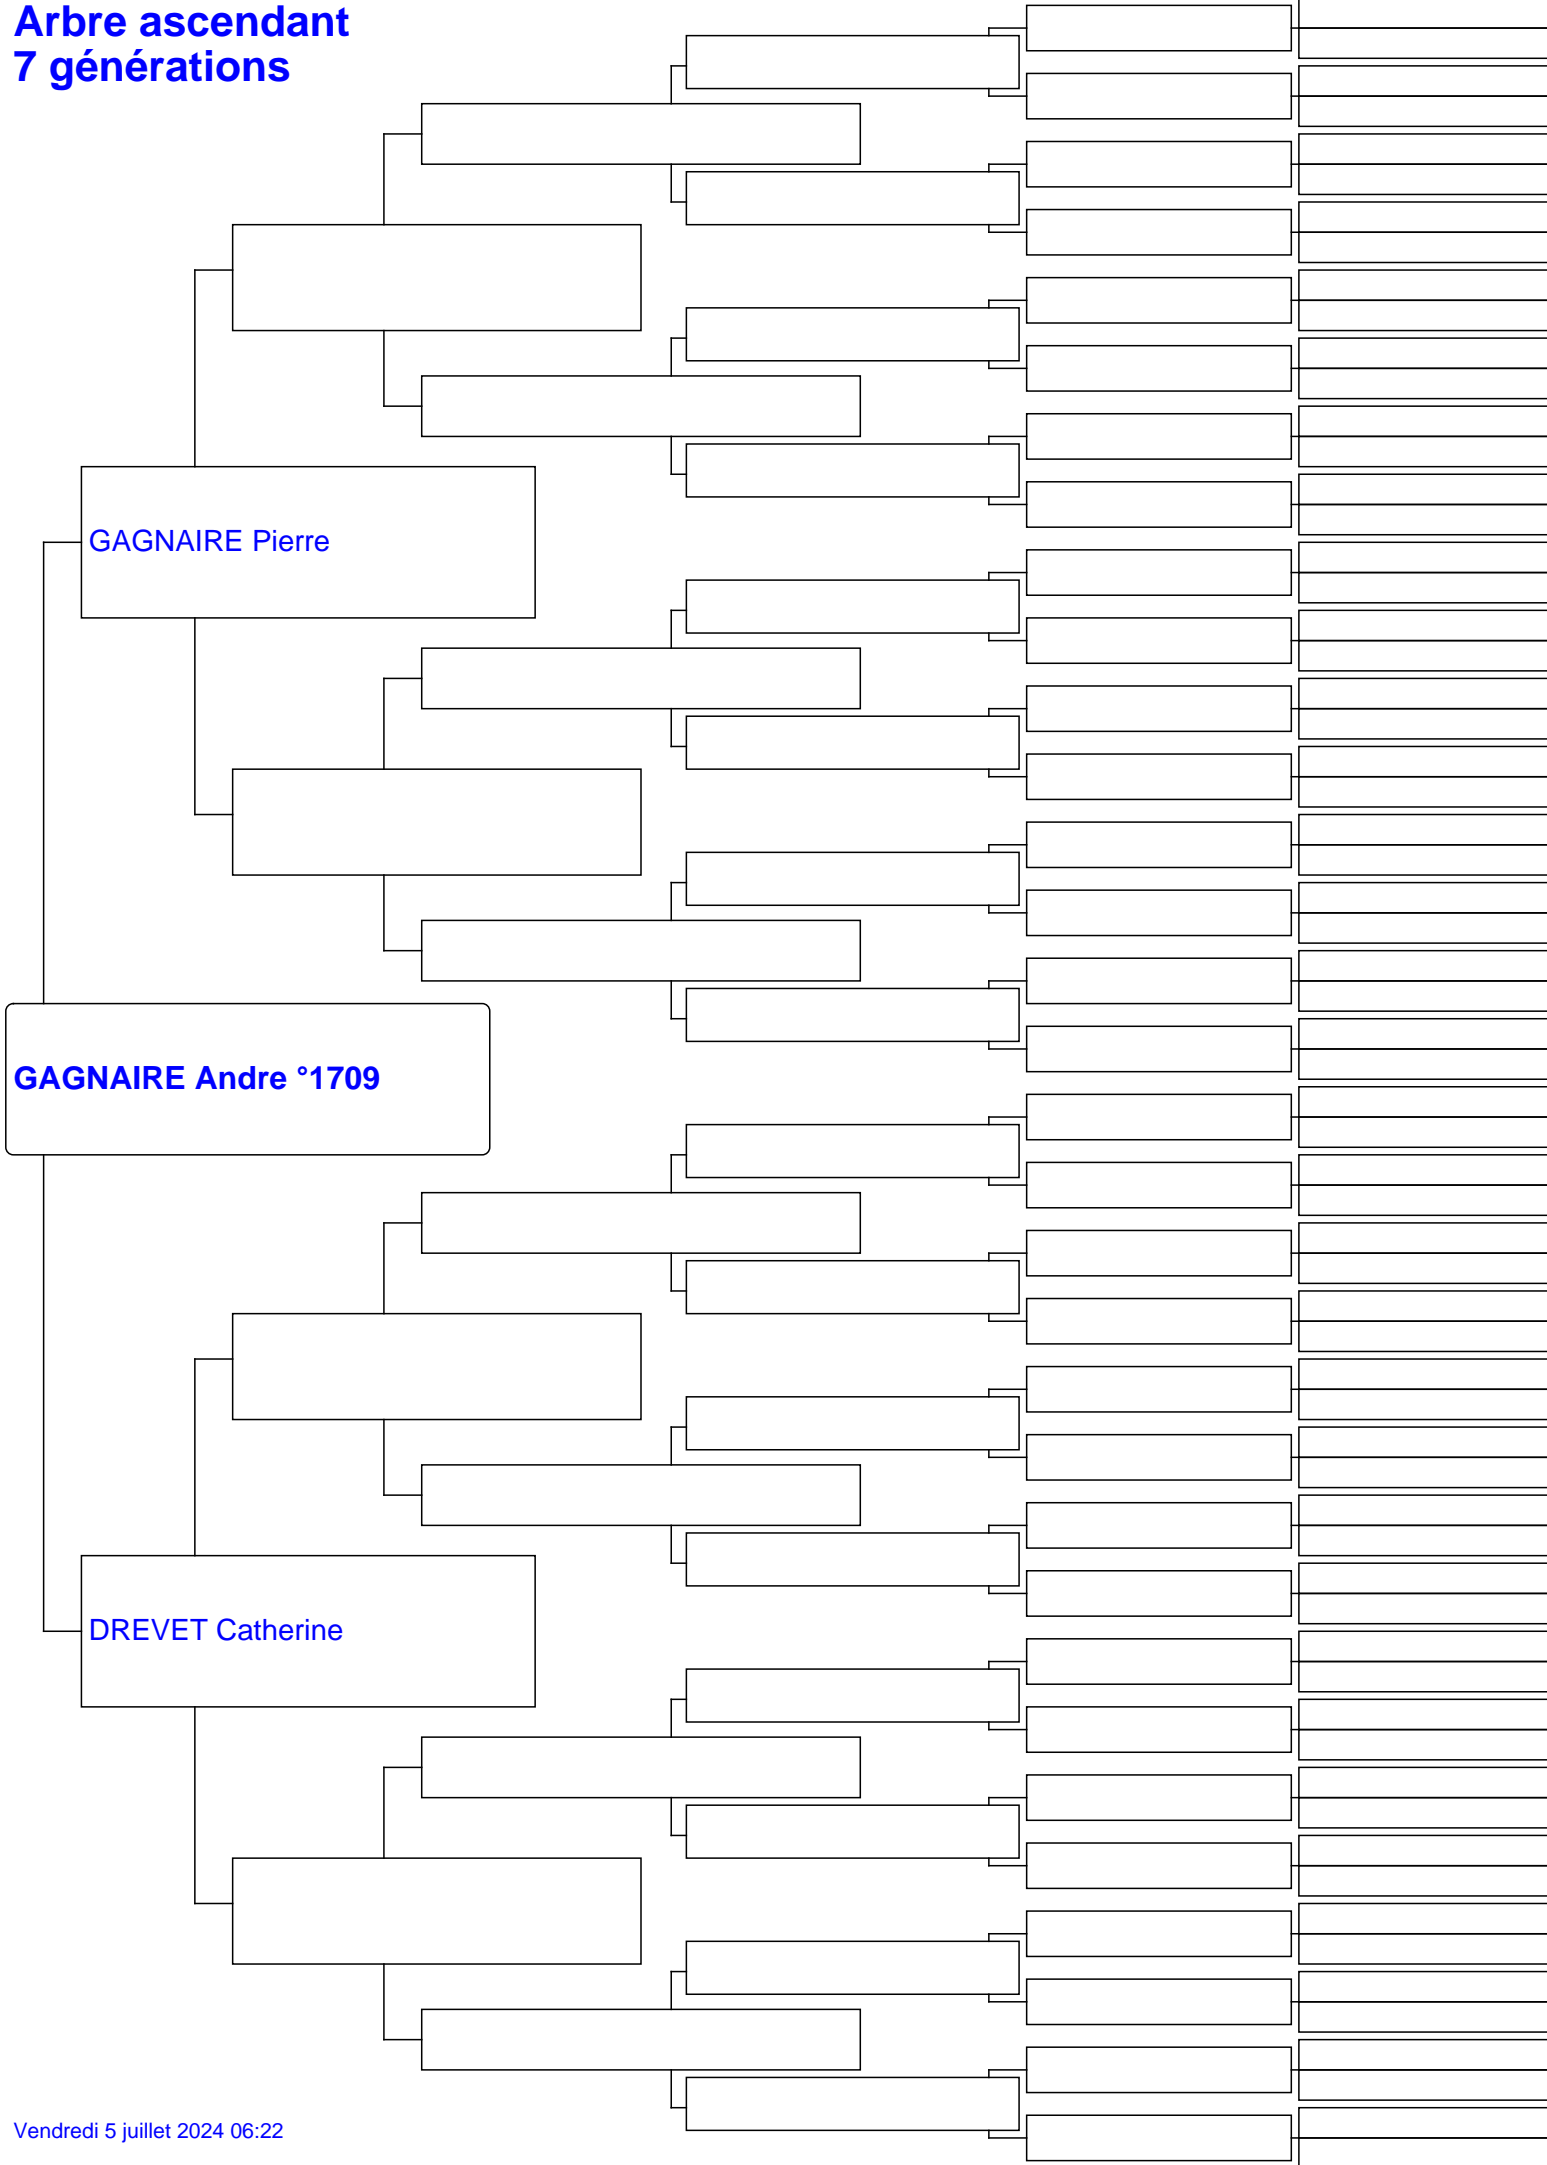 Arbre ascendant
7 générations
GAGNAIRE Pierre
GAGNAIRE Andre °1709
DREVET Catherine
Vendredi 5 juillet 2024 06:22